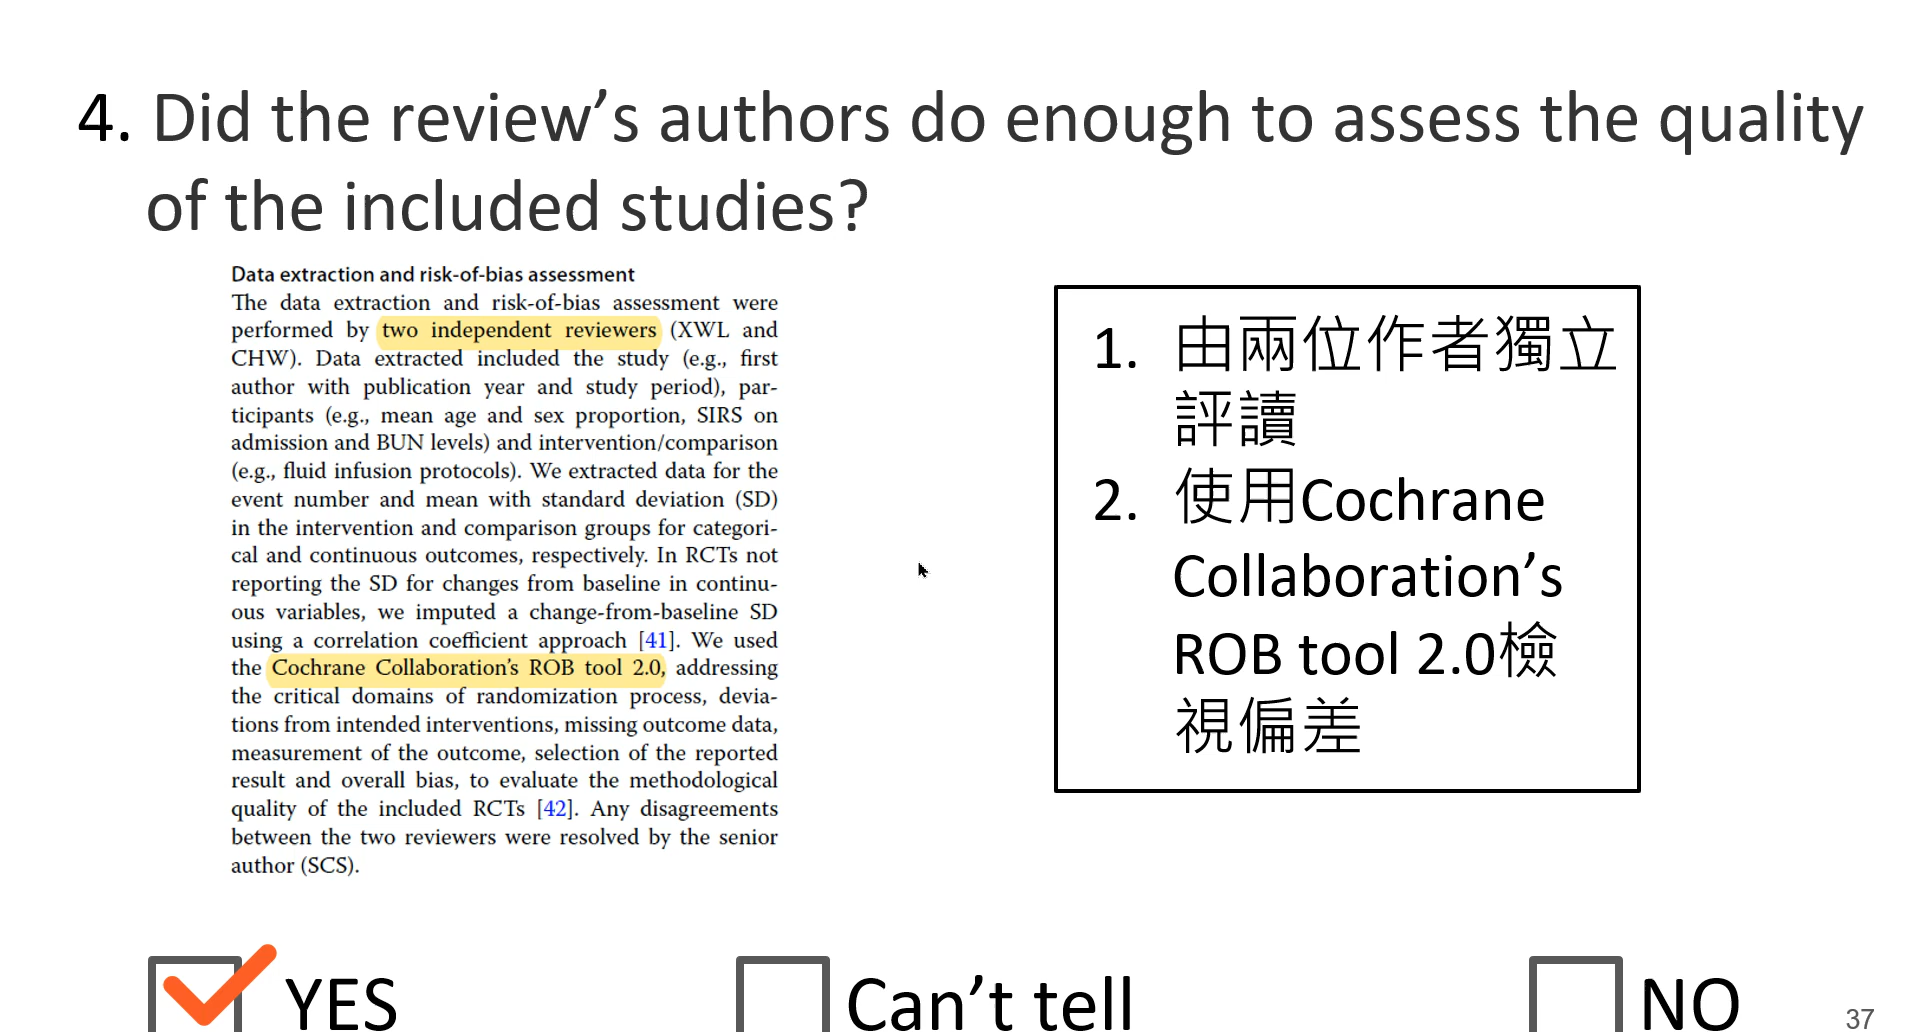 4. Did the review’s authors do enough to assess the quality
of the included studies?
Data extraction and risk-of-bias assessment
The data extraction and risk-of-bias assessment were
performed by two independent reviewers (XWL and
CHW). Data extracted included the study (e.g., first
author with publication year and study period), par-
ticipants (e.g., mean age and sex proportion, SIRS on
admission and BUN levels) and intervention/comparison
(e.g., fluid infusion protocols). We extracted data for the
event number and mean with standard deviation (SD)
in the intervention and comparison groups for categori-
cal and continuous outcomes, respectively. In RCTs not
reporting the SD for changes from baseline in continu-
ous variables, we imputed a change-from-baseline SD
using a correlation coefficient approach [41]. We used
the Cochrane Collaboration’s ROB tool 2.0, addressing
the critical domains of randomization process, devia-
tions from intended interventions, missing outcome data,
measurement of the outcome, selection of the reported
result and overall bias, to evaluate the methodological
quality of the included RCTs [42]. Any disagreements
between the two reviewers were resolved by the senior
author (SCS).
1. 由兩位作者獨立
評讀
2. 使用Cochrane
Collaboration’s
ROB tool 2.0檢
視偏差
YES
Can’t tell
NO
37